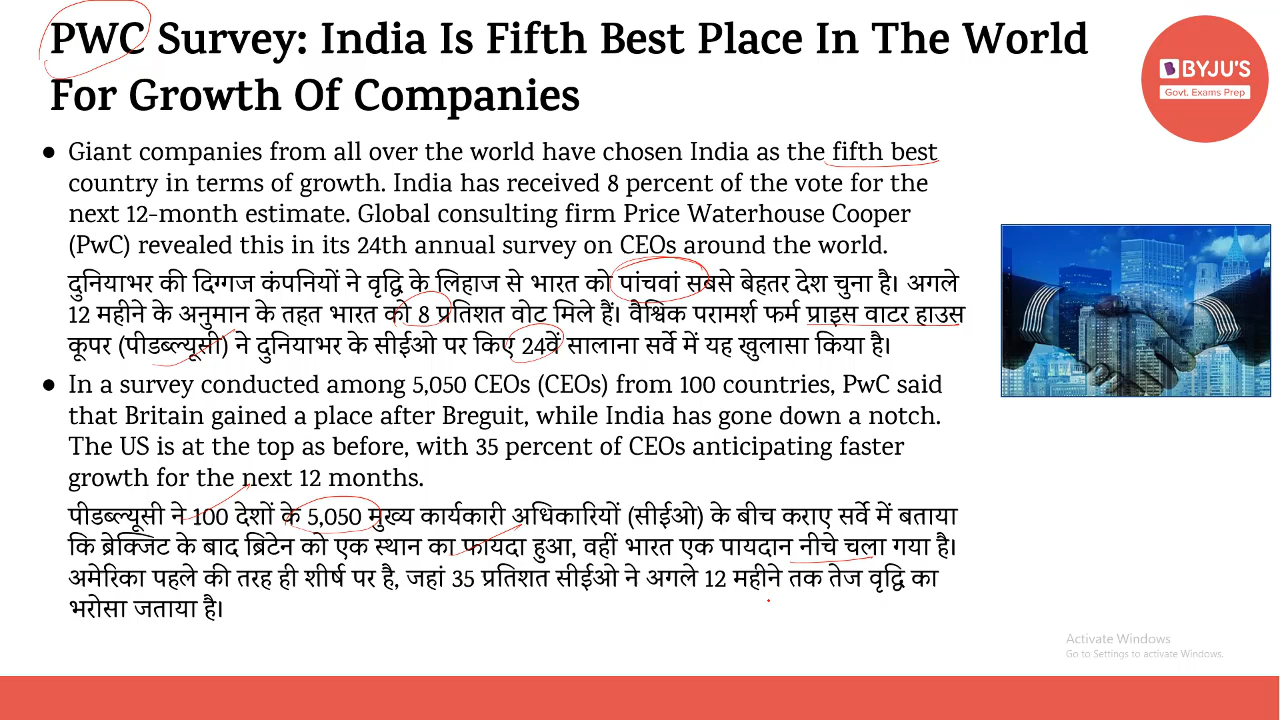 PWC Survey: India Is Fifth Best Place In The World
For Growth Of Companies
BYJU'S
Govt. Exams Prep
● Giant companies from all over the world have chosen India as the fifth best
country in terms of growth. India has received 8 percent of the vote for the
next 12-month estimate. Global consulting firm Price Waterhouse Cooper
(PwC) revealed this in its 24th annual survey on CEOs around the world.
दुनियाभर की दिग्गज कंपनियों ने वृद्धि के लिहाज से भारत को पांचवां सबसे बेहतर देश चुना है। अगले
12 महीने के अनुमान के तहत भारत को 8 प्रतिशत वोट मिले हैं। वैश्विक परामर्श फर्म प्राइस वाटर हाउस
कूपर (पीडब्ल्यूसी) ने दुनियाभर के सीईओ पर किए 24वें सालाना सर्वे में यह खुलासा किया है।
● In a survey conducted among 5,050 CEOs (CEOs) from 100 countries, PwC said
that Britain gained a place after Breguit, while India has gone down a notch.
The US is at the top as before, with 35 percent of CEOs anticipating faster
growth for the next 12 months.
पीडब्ल्यूसी ने 100 देशों के 5,050 मुख्य कार्यकारी अधिकारियों (सीईओ) के बीच कराए सर्वे में बताया
कि ब्रेक्जिट के बाद ब्रिटेन को एक स्थान का फायदा हुआ, वहीं भारत एक पायदान नीचे चला गया है।
अमेरिका पहले की तरह ही शीर्ष पर है, जहां 35 प्रतिशत सीईओ ने अगले 12 महीने तक तेज वृद्धि का
भरोसा जताया है।
Activate Windows
Go to Settings to activate Windows.